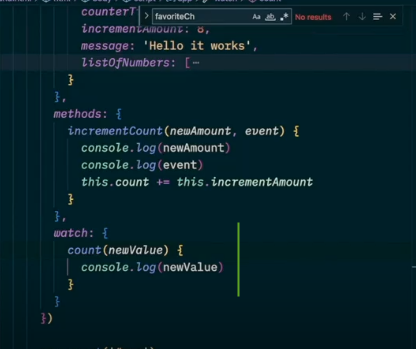 favoriteCh
Aa ab .* No results
counterT
incrementAmount: 8,
message: 'Hello it works',
listOfNumbers: [⋯
}
},
methods: {
incrementCount(newAmount, event) {
console.log(newAmount)
console.log(event)
this.count += this.incrementAmount
}
},
watch: {
count(newValue) {
console.log(newValue)
}
}
})